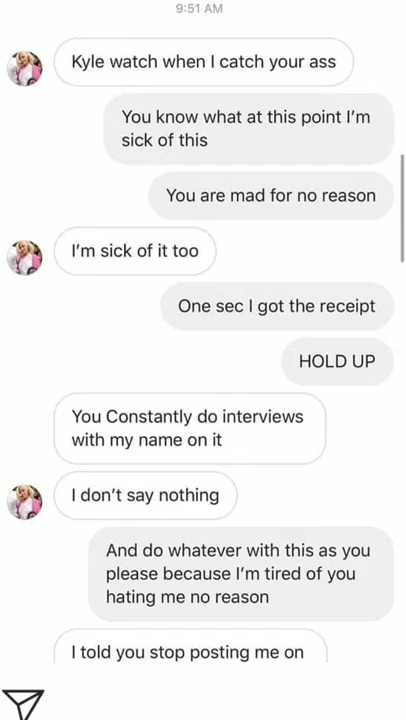 9:51 AM
Kyle watch when I catch your ass
You know what at this point I'm
sick of this
You are mad for no reason
I'm sick of it too
One sec I got the receipt
HOLD UP
You Constantly do interviews
with my name on it
I don't say nothing
And do whatever with this as you
please because I'm tired of you
hating me no reason
I told you stop posting me on